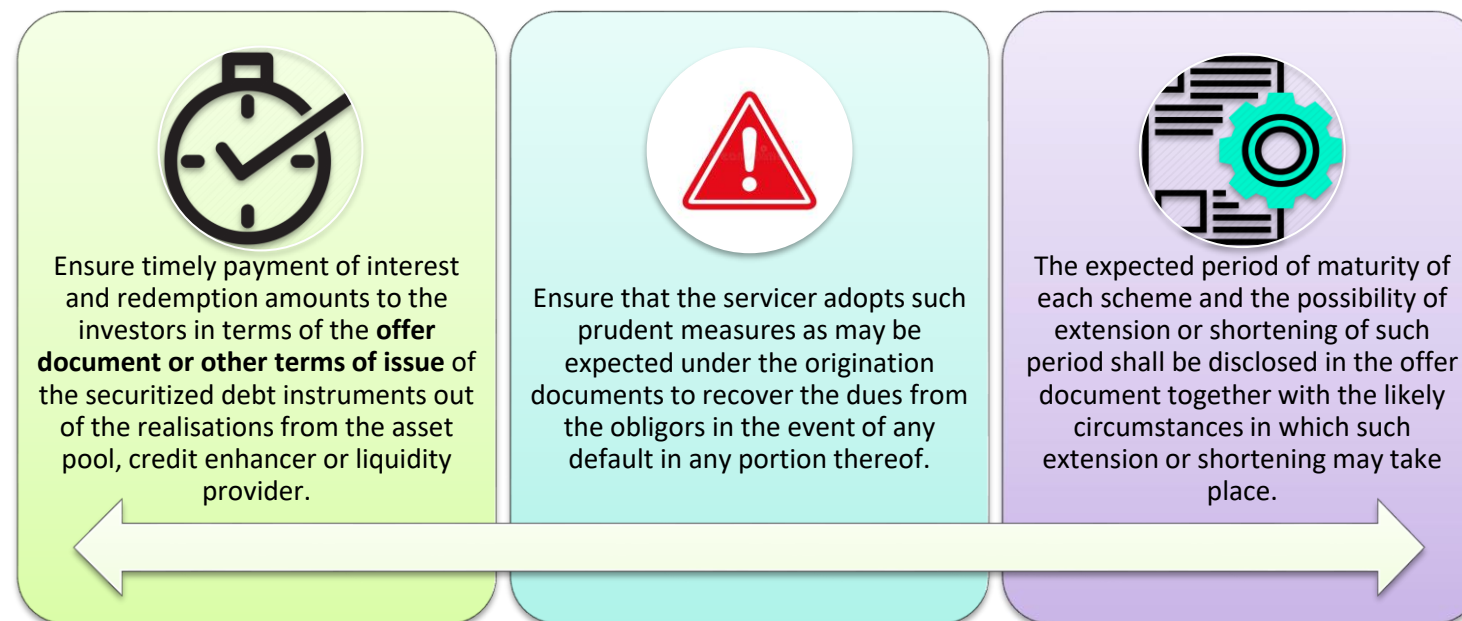 Ensure timely payment of interest
and redemption amounts to the
investors in terms of the offer
document or other terms of issue of
the securitized debt instruments out
of the realisations from the asset
pool, credit enhancer or liquidity
provider.
Ensure that the servicer adopts such
prudent measures as may be
expected under the origination
documents to recover the dues from
the obligors in the event of any
default in any portion thereof.
The expected period of maturity of
each scheme and the possibility of
extension or shortening of such
period shall be disclosed in the offer
document together with the likely
circumstances in which such
extension or shortening may take
place.